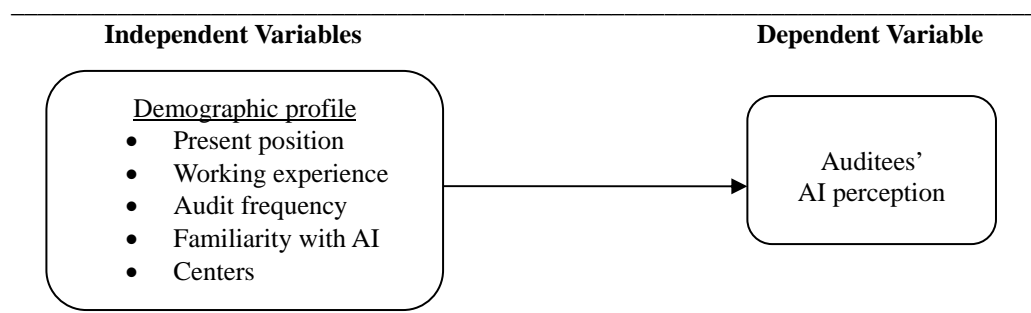 Independent Variables
Dependent Variable
Demographic profile
• Present position
• Working experience
• Audit frequency
• Familiarity with AI
• Centers
Auditees’
AI perception